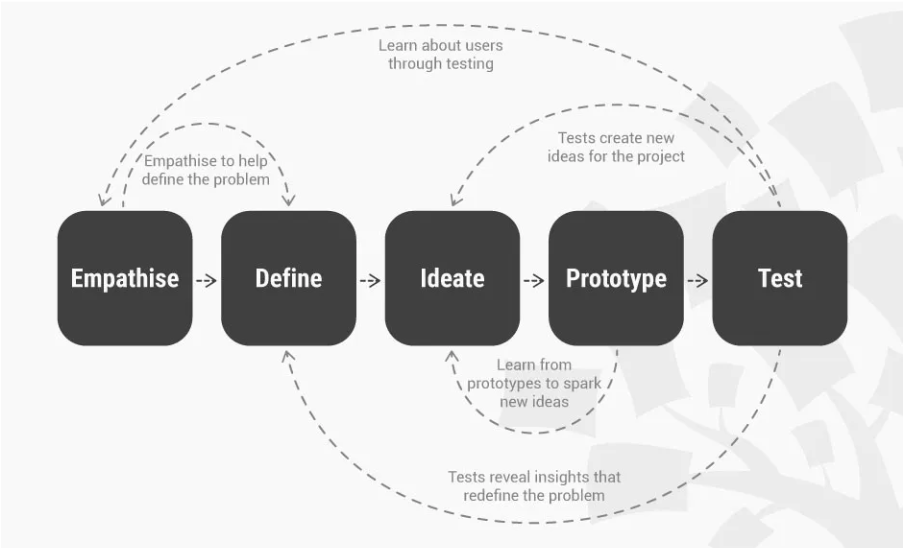 Learn about users
through testing
Tests create new
ideas for the project
Empathise to help
define the problem
Empathise
Define
Ideate
Prototype
Test
Learn from
prototypes to spark
new ideas
Tests reveal insights that
redefine the problem